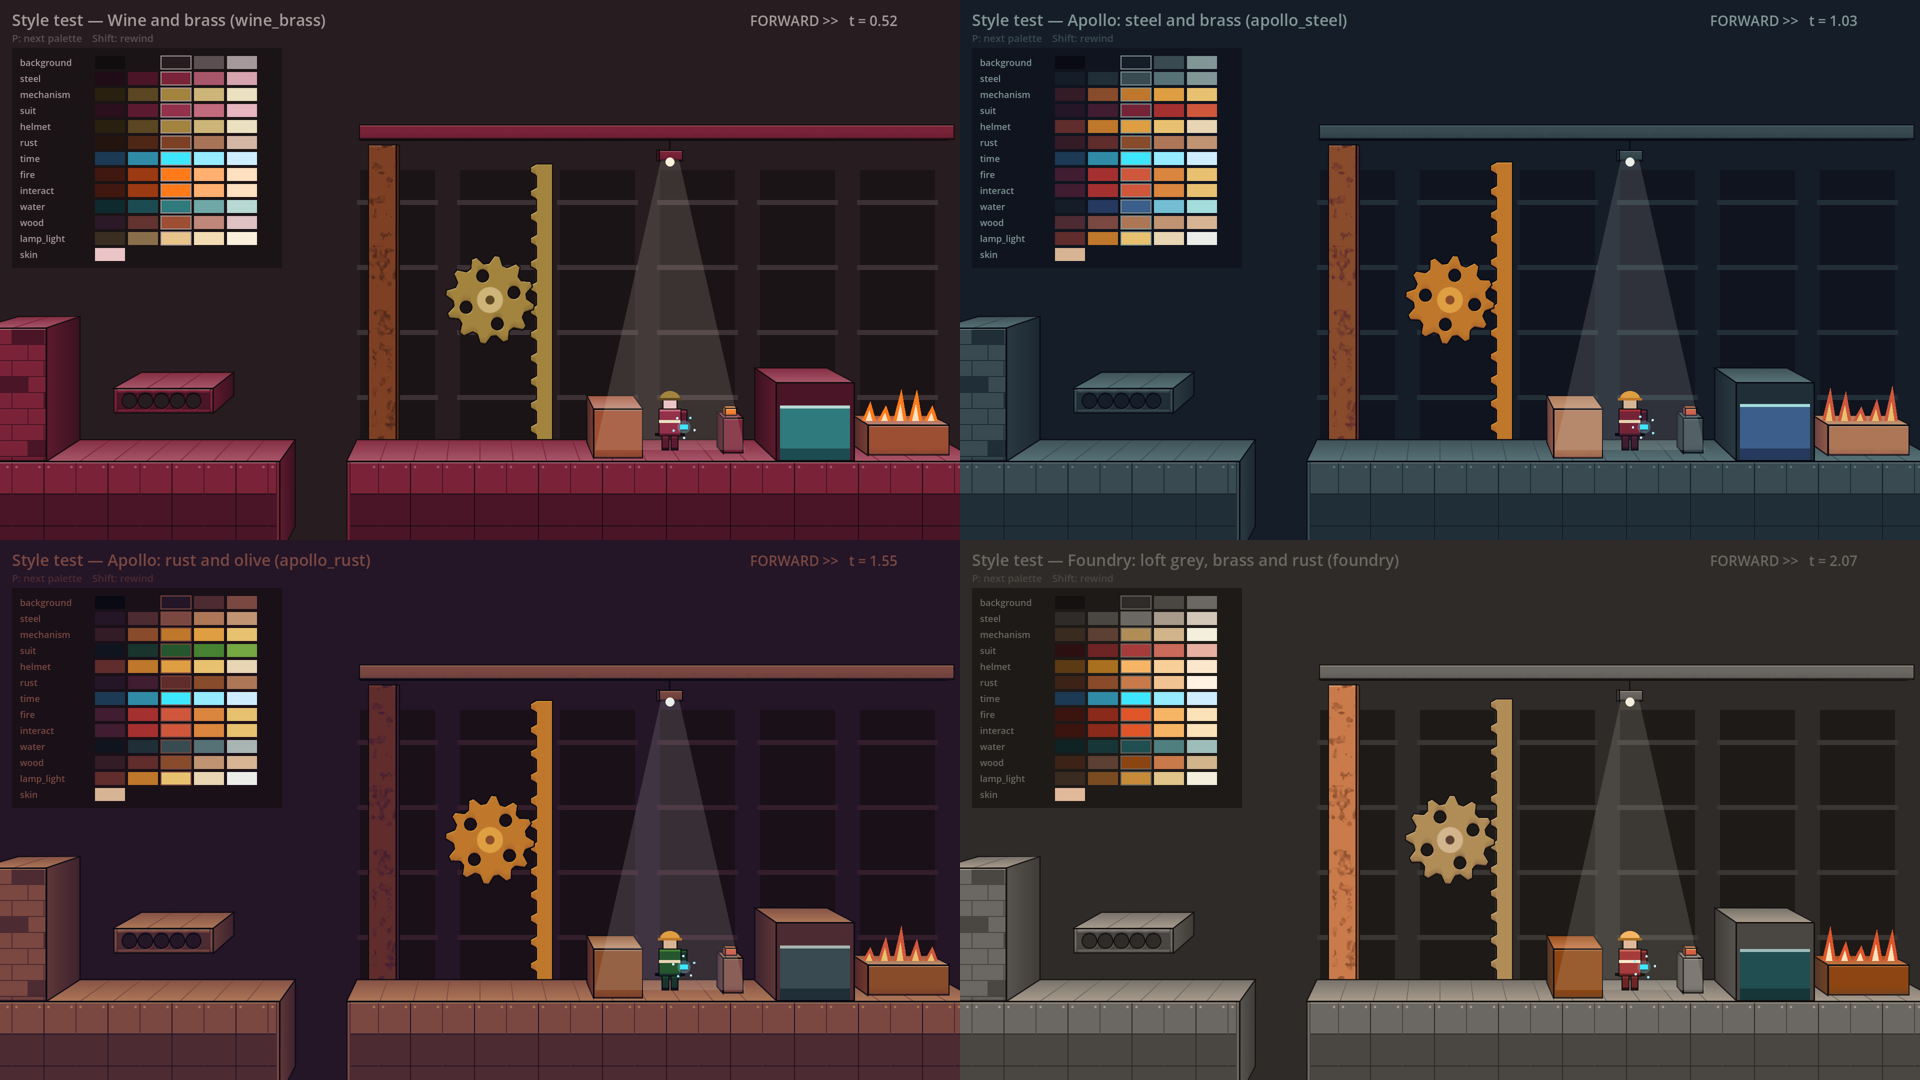 Style test — Wine and brass (wine_brass)
FORWARD >> t = 0.52
P: next palette Shift: rewind
background
steel
mechanism
suit
helmet
rust
time
fire
interact
water
wood
lamp_light
skin
Style test — Apollo: steel and brass (apollo_steel)
FORWARD >> t = 1.03
P: next palette Shift: rewind
background
steel
mechanism
suit
helmet
rust
time
fire
interact
water
wood
lamp_light
skin
Style test — Apollo: rust and olive (apollo_rust)
FORWARD >> t = 1.55
P: next palette Shift: rewind
background
steel
mechanism
suit
helmet
rust
time
fire
interact
water
wood
lamp_light
skin
Style test — Foundry: loft grey, brass and rust (foundry)
FORWARD >> t = 2.07
P: next palette Shift: rewind
background
steel
mechanism
suit
helmet
rust
time
fire
interact
water
wood
lamp_light
skin